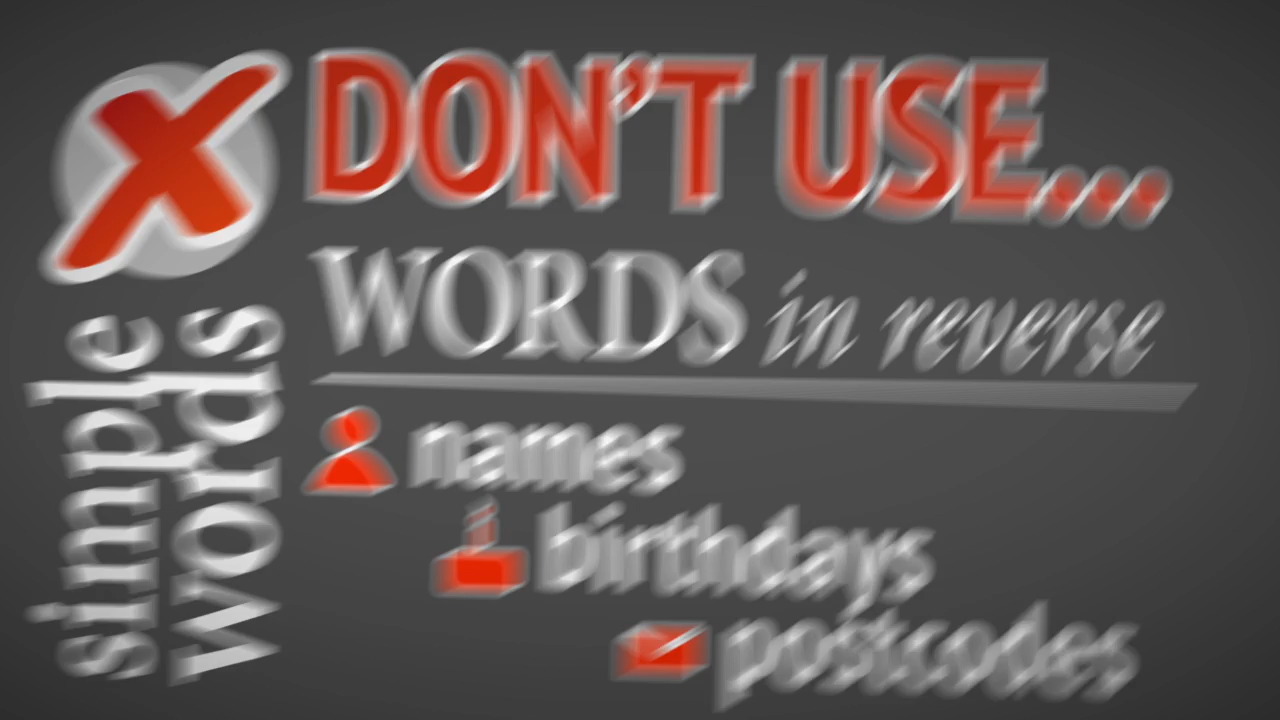 DON'T USE...
simple
words
WORDS in reverse
names
birthdays
postcodes